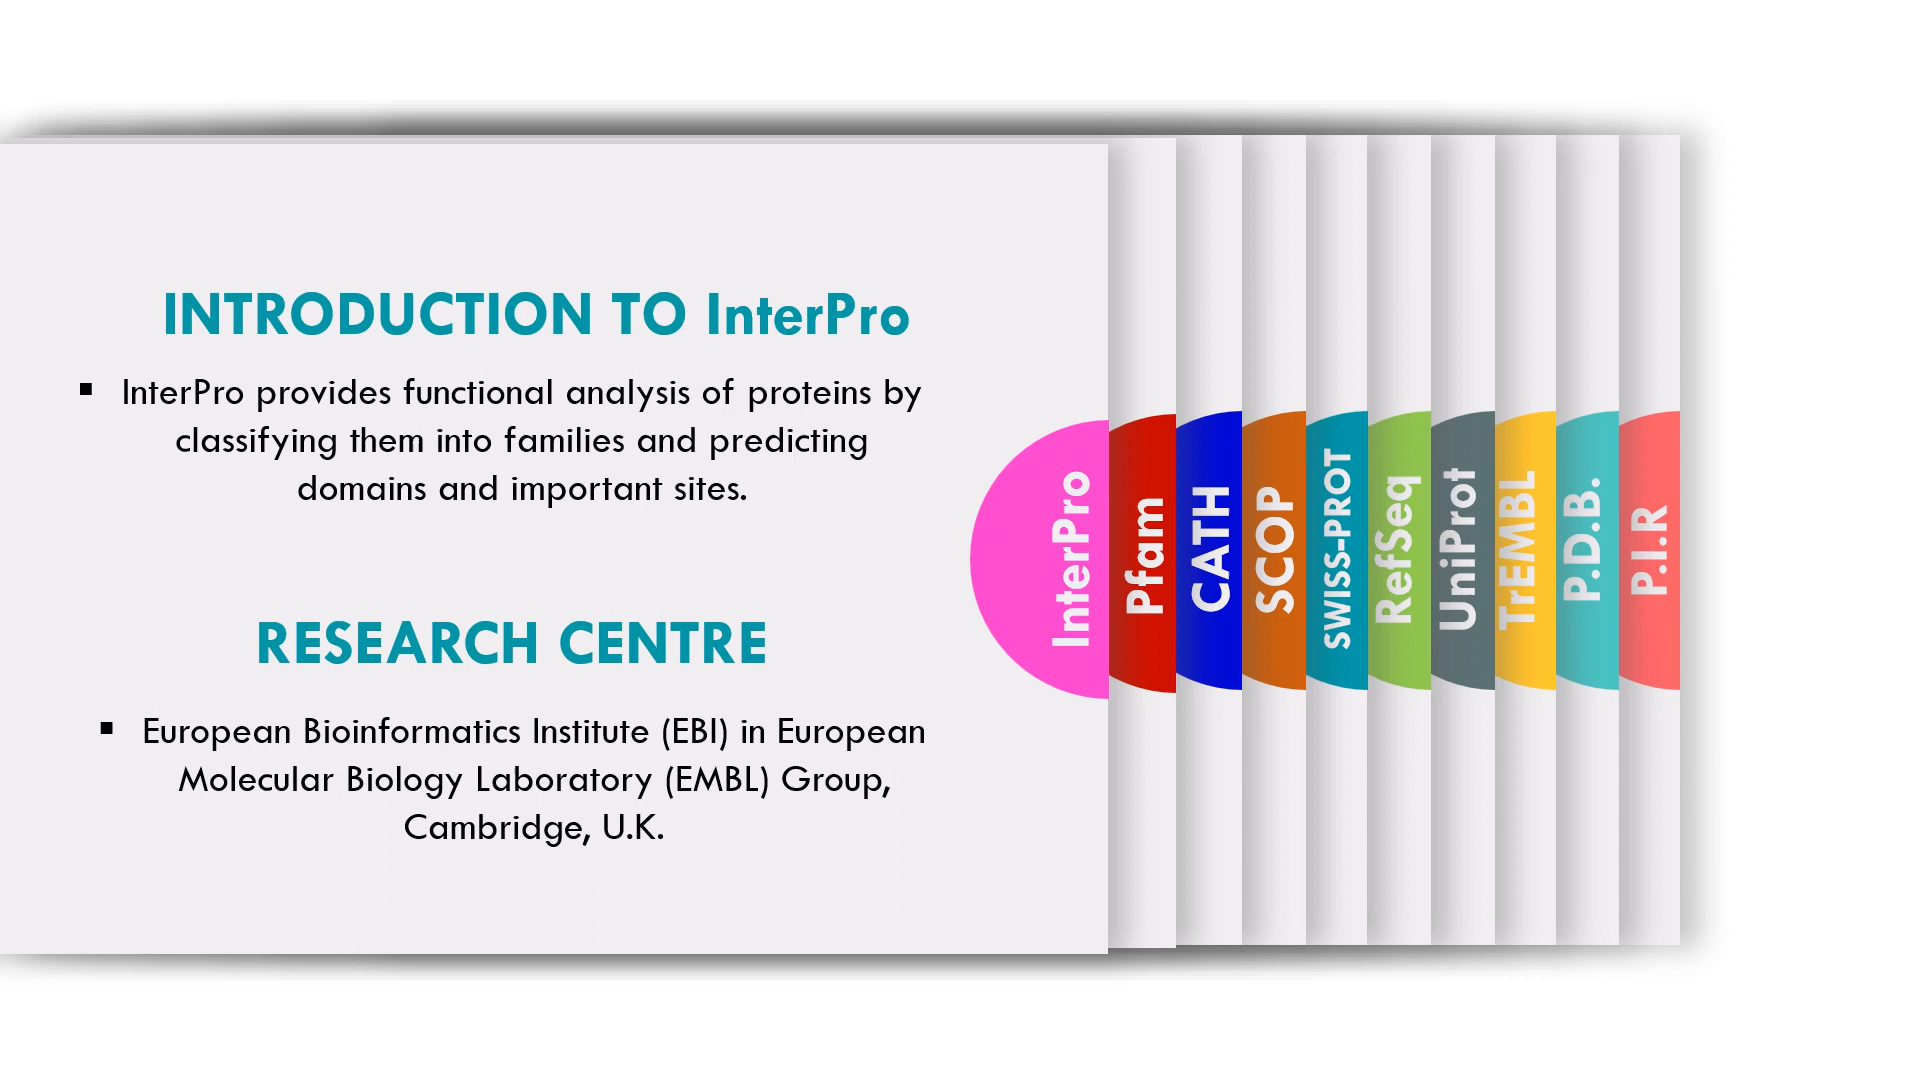 INTRODUCTION TO InterPro
▪ InterPro provides functional analysis of proteins by
classifying them into families and predicting
domains and important sites.
RESEARCH CENTRE
▪ European Bioinformatics Institute (EBI) in European
Molecular Biology Laboratory (EMBL) Group,
Cambridge, U.K.
InterPro
Pfam
CATH
SCOP
SWISS-PROT
RefSeq
UniProt
TrEMBL
P.D.B.
P.I.R